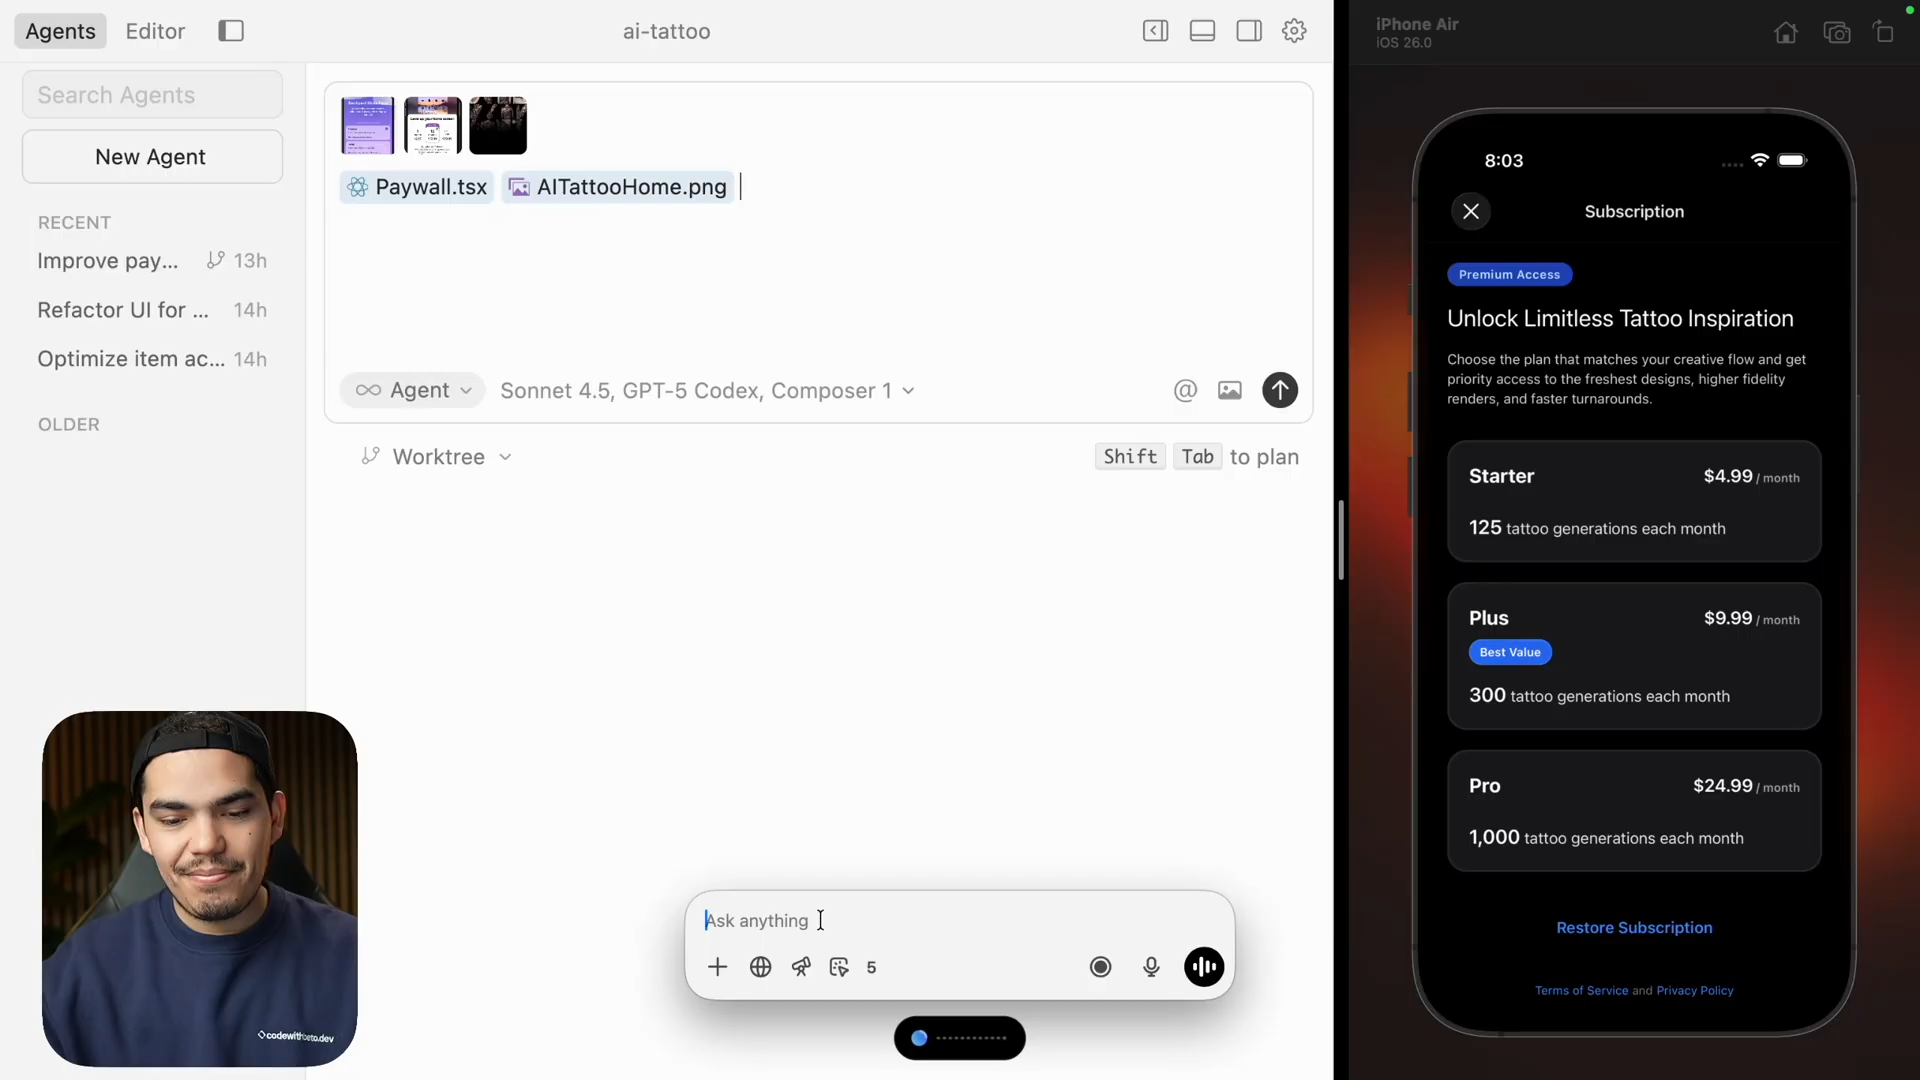 Agents Editor
ai-tattoo
Search Agents
New Agent
RECENT
Improve pay... 13h
Refactor UI for ... 14h
Optimize item ac... 14h
OLDER
Paywall.tsx AITattooHome.png
Agent Sonnet 4.5, GPT-5 Codex, Composer 1
@
Worktree
Shift Tab to plan
Ask anything
5
codewithbeto.dev
iPhone Air
iOS 26.0
8:03
Subscription
Premium Access
Unlock Limitless Tattoo Inspiration
Choose the plan that matches your creative flow and get
priority access to the freshest designs, higher fidelity
renders, and faster turnarounds.
Starter $4.99 / month
125 tattoo generations each month
Plus $9.99 / month
Best Value
300 tattoo generations each month
Pro $24.99 / month
1,000 tattoo generations each month
Restore Subscription
Terms of Service and Privacy Policy